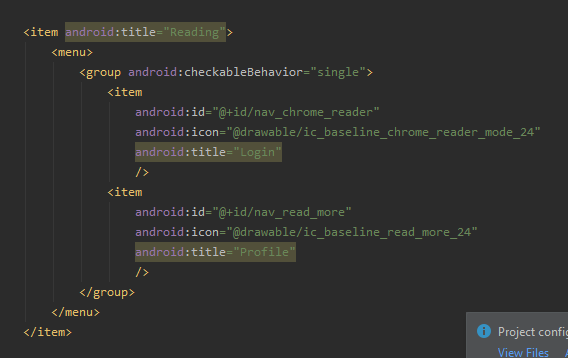 <item android:title="Reading">
<menu>
<group android:checkableBehavior="single">
<item
android:id="@+id/nav_chrome_reader"
android:icon="@drawable/ic_baseline_chrome_reader_mode_24"
android:title="Login"
/>
<item
android:id="@+id/nav_read_more"
android:icon="@drawable/ic_baseline_read_more_24"
android:title="Profile"
/>
</group>
</menu>
</item>
Project config
View Files